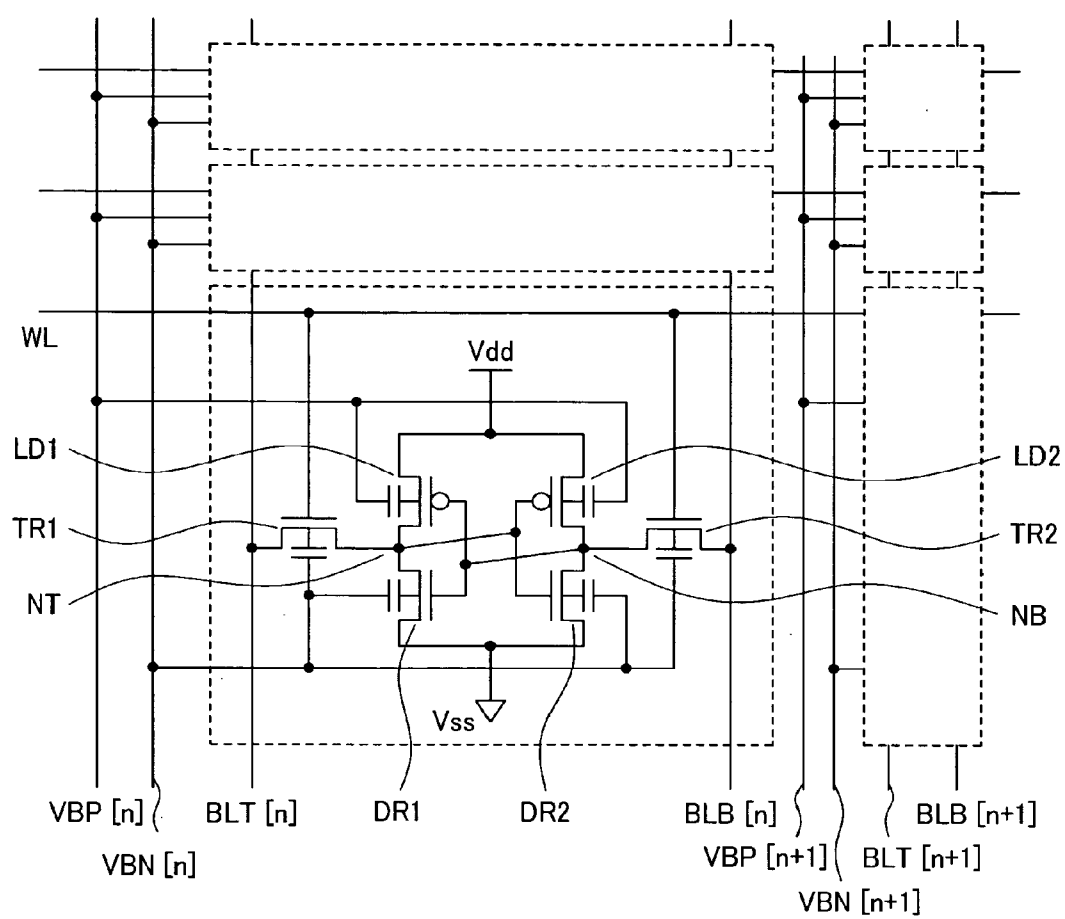 WL
Vdd
LD1
LD2
TR1
TR2
NT
NB
Vss
VBP [n]
BLT [n]
DR1
DR2
BLB [n]
BLB [n+1]
VBN [n]
VBP [n+1]
BLT [n+1]
VBN [n+1]